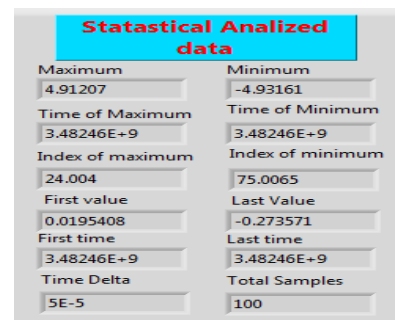 Statastical Analized
data
Maximum Minimum
4.91207 -4.93161
Time of Maximum Time of Minimum
3.48246E+9 3.48246E+9
Index of maximum Index of minimum
24.004 75.0065
First value Last Value
0.0195408 -0.273571
First time Last time
3.48246E+9 3.48246E+9
Time Delta Total Samples
5E-5 100